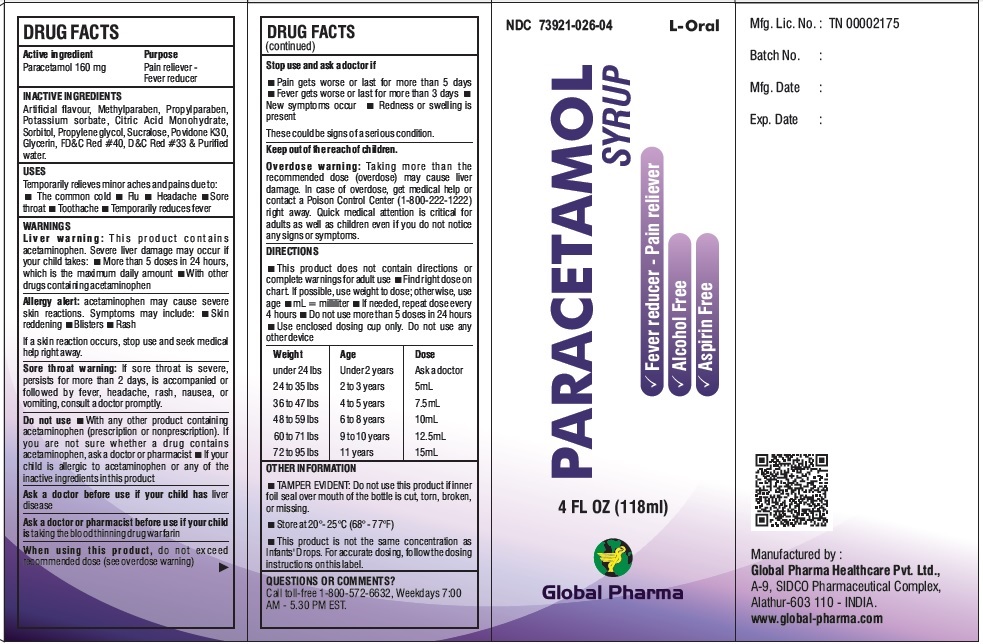 DRUG FACTS
Active ingredient Purpose
Paracetamol 160 mg Pain reliever -
Fever reducer
INACTIVE INGREDIENTS
Artificial flavour, Methylparaben, Propylparaben,
Potassium sorbate, Citric Acid Monohydrate,
Sorbitol, Propylene glycol, Sucralose, Povidone K30,
Glycerin, FD&C Red #40, D&C Red #33 & Purified
water.
USES
Temporarily relieves minor aches and pains due to:
■ The common cold ■ Flu ■ Headache ■ Sore
throat ■ Toothache ■ Temporarily reduces fever
WARNINGS
Liver warning: This product contains
acetaminophen. Severe liver damage may occur if
your child takes: ■ More than 5 doses in 24 hours,
which is the maximum daily amount ■ With other
drugs containing acetaminophen
Allergy alert: acetaminophen may cause severe
skin reactions. Symptoms may include: ■ Skin
reddening ■ Blisters ■ Rash
If a skin reaction occurs, stop use and seek medical
help right away.
Sore throat warning: If sore throat is severe,
persists for more than 2 days, is accompanied or
followed by fever, headache, rash, nausea, or
vomiting, consult a doctor promptly.
Do not use ■ With any other product containing
acetaminophen (prescription or nonprescription). If
you are not sure whether a drug contains
acetaminophen, ask a doctor or pharmacist ■ If your
child is allergic to acetaminophen or any of the
inactive ingredients in this product
Ask a doctor before use if your child has liver
disease
Ask a doctor or pharmacist before use if your child
is taking the blood thinning drug warfarin
When using this product, do not exceed
recommended dose (see overdose warning)
DRUG FACTS
(continued)
Stop use and ask a doctor if
■ Pain gets worse or last for more than 5 days
■ Fever gets worse or last for more than 3 days ■
New symptoms occur ■ Redness or swelling is
present
These could be signs of a serious condition.
Keep out of the reach of children.
Overdose warning: Taking more than the
recommended dose (overdose) may cause liver
damage. In case of overdose, get medical help or
contact a Poison Control Center (1-800-222-1222)
right away. Quick medical attention is critical for
adults as well as children even if you do not notice
any signs or symptoms.
DIRECTIONS
■ This product does not contain directions or
complete warnings for adult use ■ Find right dose on
chart. If possible, use weight to dose; otherwise, use
age ■ mL = milliliter ■ If needed, repeat dose every
4 hours ■ Do not use more than 5 doses in 24 hours
■ Use enclosed dosing cup only. Do not use any
other device
Weight Age Dose
under 24 lbs Under 2 years Ask a doctor
24 to 35 lbs 2 to 3 years 5mL
36 to 47 lbs 4 to 5 years 7.5 mL
48 to 59 lbs 6 to 8 years 10mL
60 to 71 lbs 9 to 10 years 12.5mL
72 to 95 lbs 11 years 15mL
OTHER INFORMATION
■ TAMPER EVIDENT: Do not use this product if inner
foil seal over mouth of the bottle is cut, torn, broken,
or missing.
■ Store at 20°- 25°C (68° - 77°F)
■ This product is not the same concentration as
Infants' Drops. For accurate dosing, follow the dosing
instructions on this label.
QUESTIONS OR COMMENTS?
Call toll-free 1-800-572-6632, Weekdays 7:00
AM - 5.30 PM EST.
NDC 73921-026-04 L-Oral
PARACETAMOL
SYRUP
✓ Fever reducer - Pain reliever
✓ Alcohol Free
✓ Aspirin Free
4 FL OZ (118ml)
Global Pharma
Mfg. Lic. No. : TN 00002175
Batch No. :
Mfg. Date :
Exp. Date :
Manufactured by :
Global Pharma Healthcare Pvt. Ltd.,
A-9, SIDCO Pharmaceutical Complex,
Alathur-603 110 - INDIA.
www.global-pharma.com